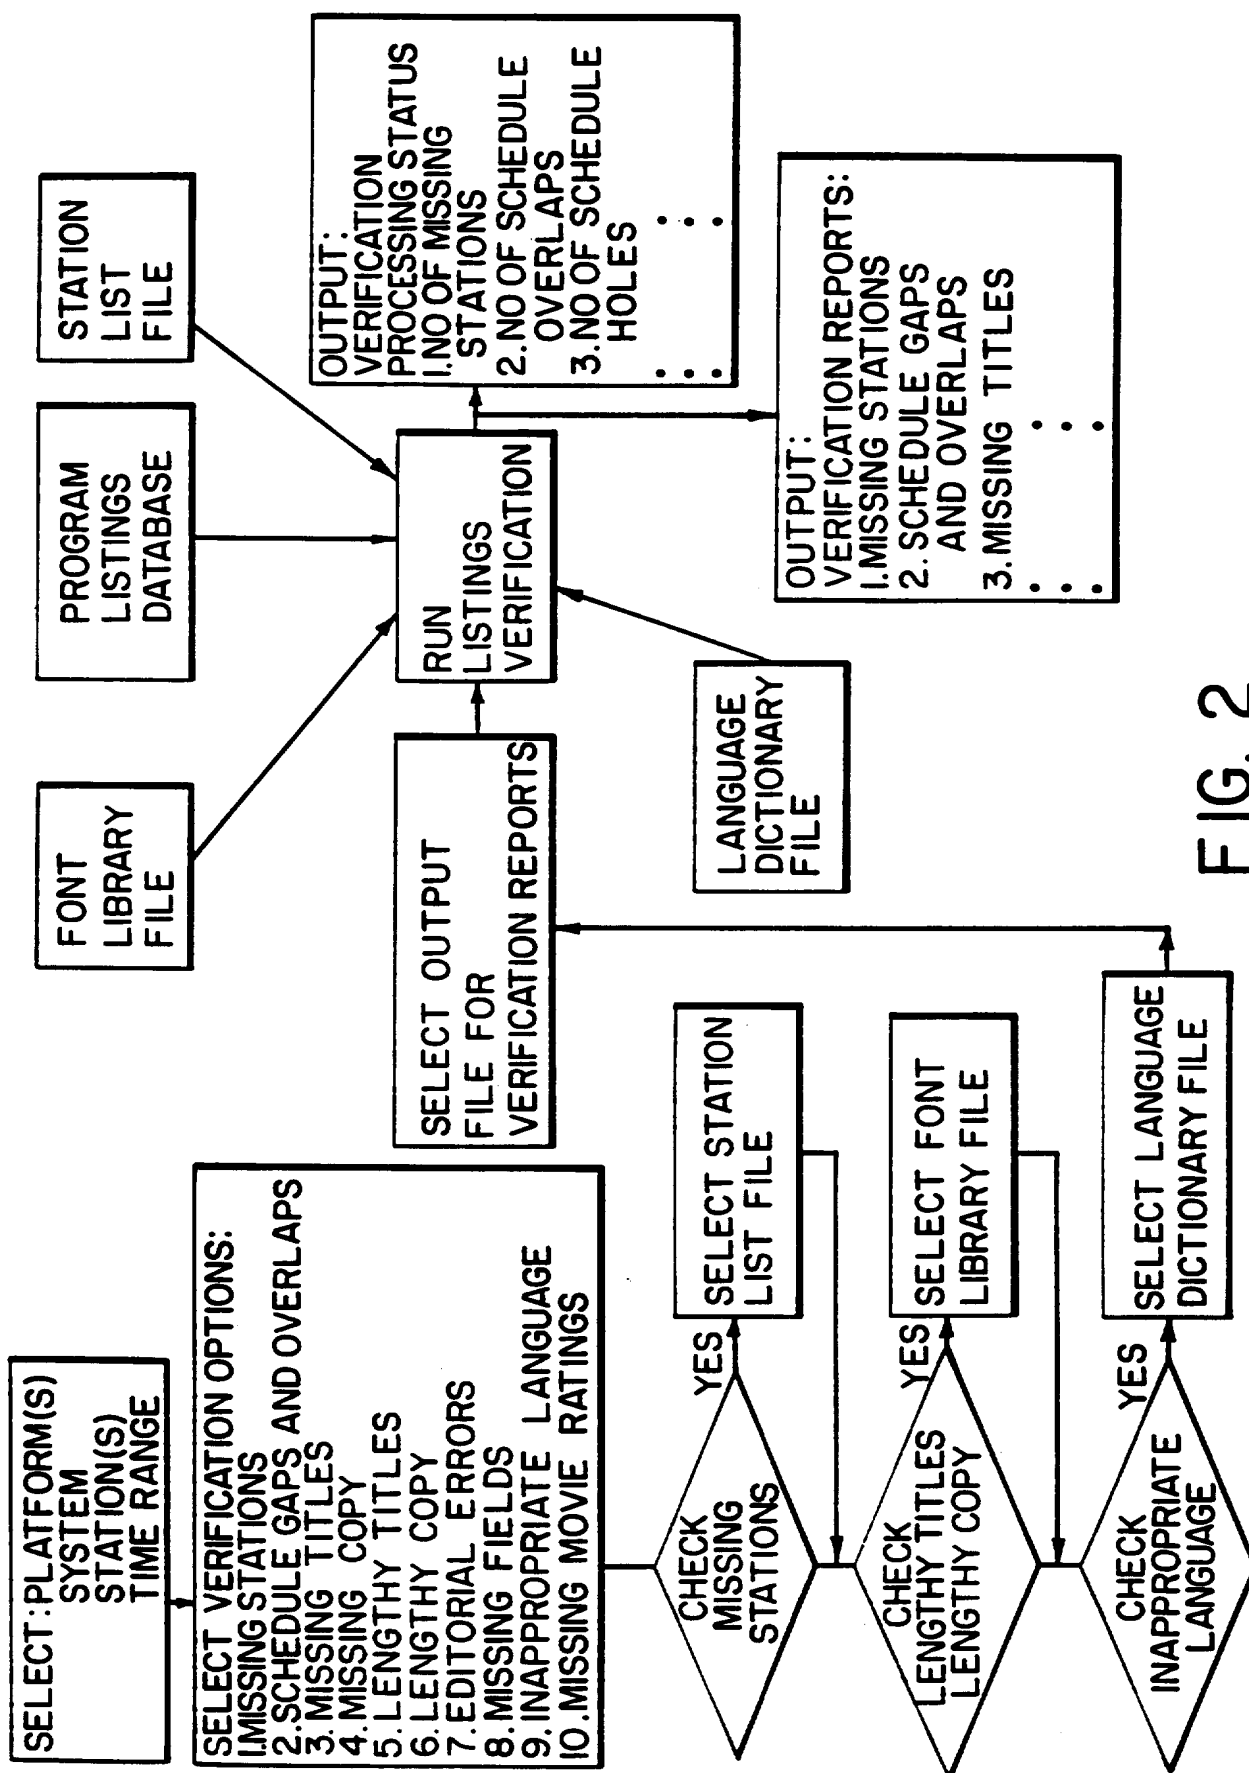 SELECT:PLATFORM(S)
SYSTEM
STATION(S)
TIME RANGE
SELECT VERIFICATION OPTIONS:
1.MISSING STATIONS
2.SCHEDULE GAPS AND OVERLAPS
3.MISSING TITLES
4.MISSING COPY
5.LENGTHY TITLES
6.LENGTHY COPY
7.EDITORIAL ERRORS
8.MISSING FIELDS
9.INAPPROPRIATE LANGUAGE
10.MISSING MOVIE RATINGS
CHECK
MISSING
STATIONS
YES
SELECT STATION
LIST FILE
CHECK
LENGTHY TITLES
LENGTHY COPY
YES
SELECT FONT
LIBRARY FILE
CHECK
INAPPROPRIATE
LANGUAGE
YES
SELECT LANGUAGE
DICTIONARY FILE
SELECT OUTPUT
FILE FOR
VERIFICATION REPORTS
FONT
LIBRARY
FILE
PROGRAM
LISTINGS
DATABASE
STATION
LIST
FILE
RUN
LISTINGS
VERIFICATION
LANGUAGE
DICTIONARY
FILE
OUTPUT:
VERIFICATION
PROCESSING STATUS
1.NO OF MISSING
STATIONS
2.NO OF SCHEDULE
OVERLAPS
3.NO OF SCHEDULE
HOLES
OUTPUT:
VERIFICATION REPORTS:
1.MISSING STATIONS
2. SCHEDULE GAPS
AND OVERLAPS
3.MISSING TITLES
FIG. 2